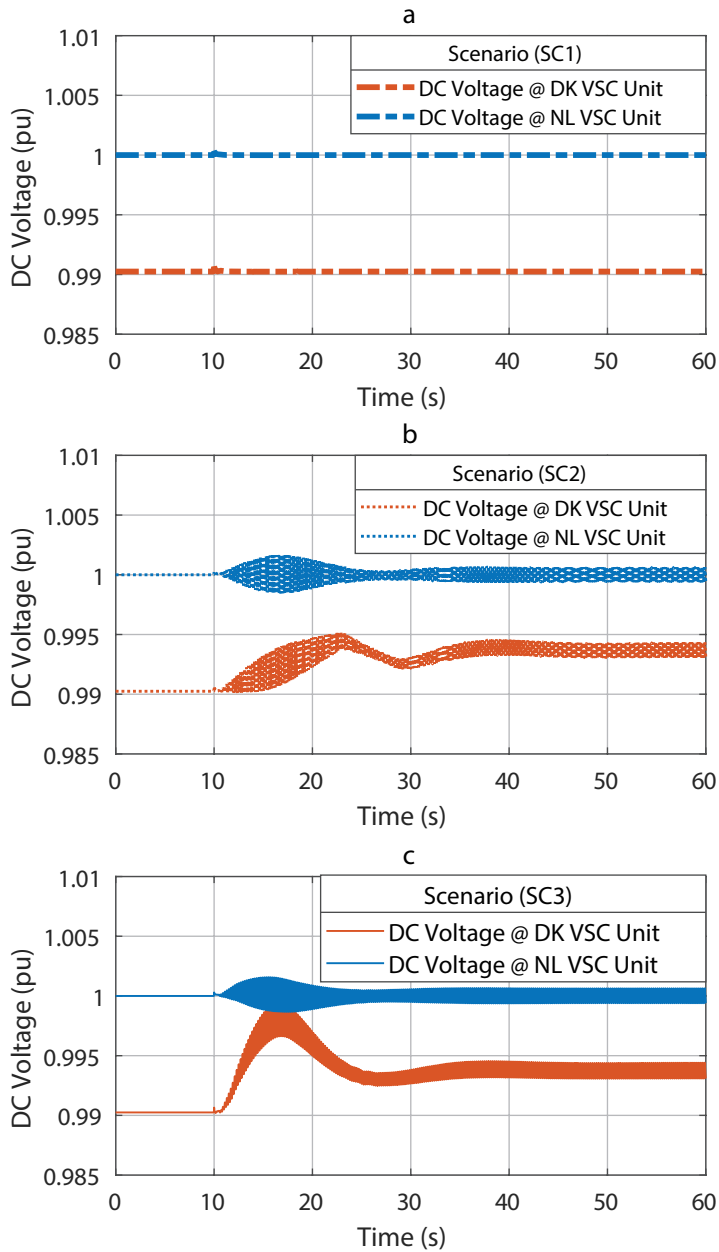 a
1.01
1.005
1
0.995
0.99
0.985
DC Voltage (pu)
Scenario (SC1)
DC Voltage @ DK VSC Unit
DC Voltage @ NL VSC Unit
0 10 20 30 40 50 60
Time (s)
b
1.01
1.005
1
0.995
0.99
0.985
DC Voltage (pu)
Scenario (SC2)
DC Voltage @ DK VSC Unit
DC Voltage @ NL VSC Unit
0 10 20 30 40 50 60
Time (s)
c
1.01
1.005
1
0.995
0.99
0.985
DC Voltage (pu)
Scenario (SC3)
DC Voltage @ DK VSC Unit
DC Voltage @ NL VSC Unit
0 10 20 30 40 50 60
Time (s)